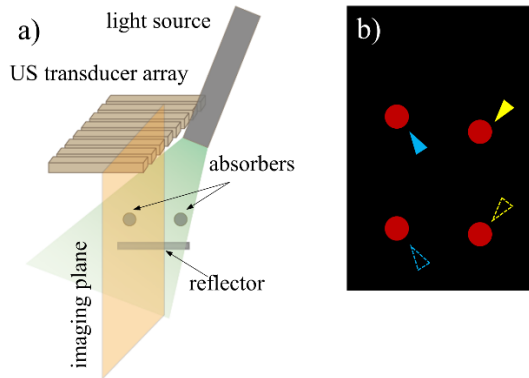 a)
light source
US transducer array
absorbers
reflector
imaging plane
b)